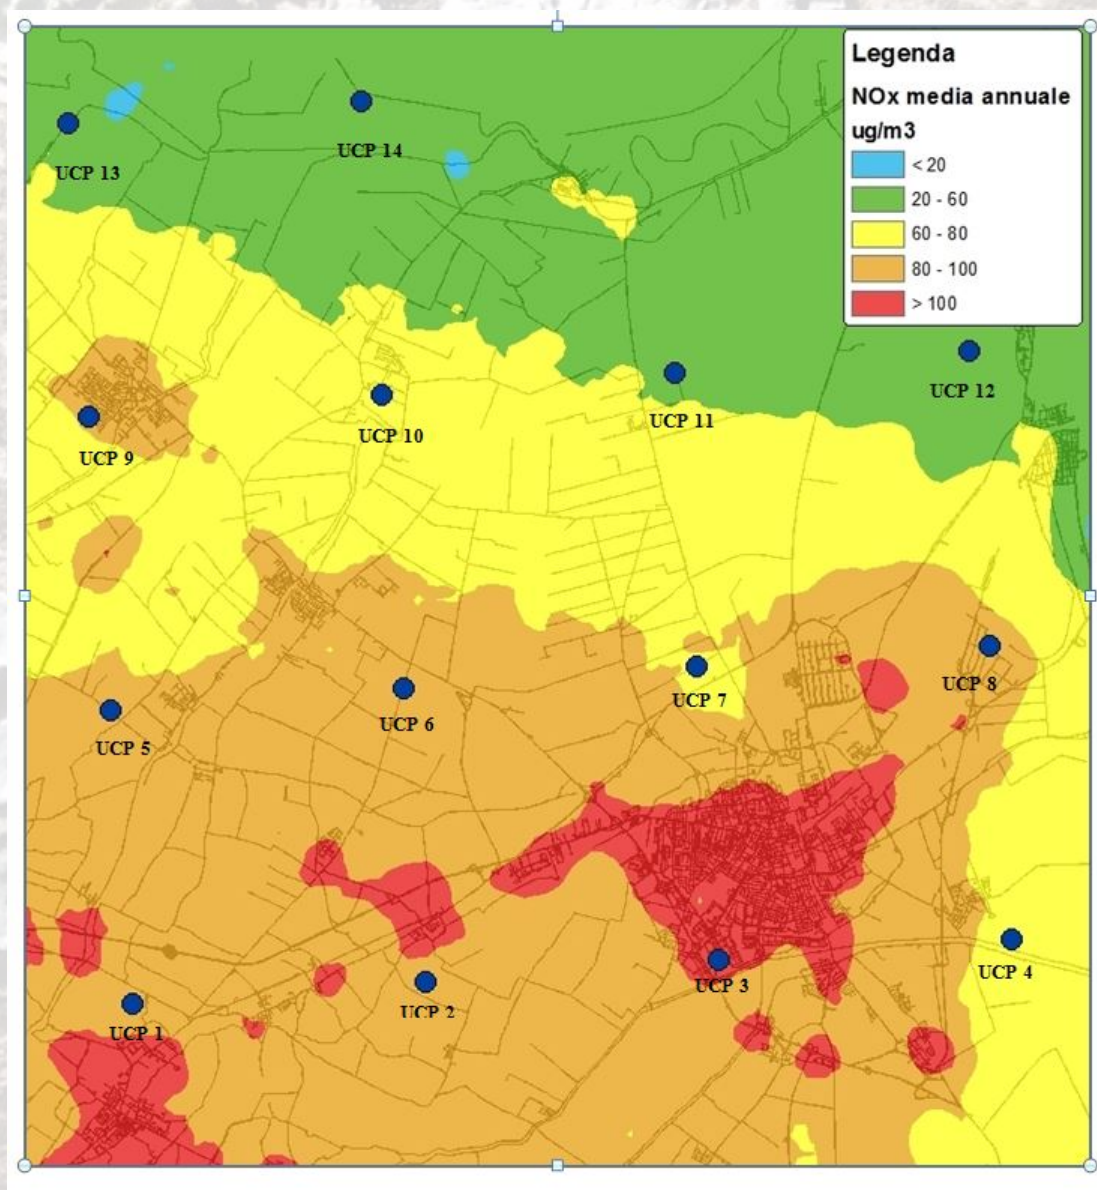 Legenda
NOx media annuale
ug/m3
< 20
20 - 60
60 - 80
80 - 100
> 100
UCP 13
UCP 14
UCP 12
UCP 11
UCP 10
UCP 9
UCP 8
UCP 7
UCP 6
UCP 5
UCP 4
UCP 3
UCP 2
UCP 1